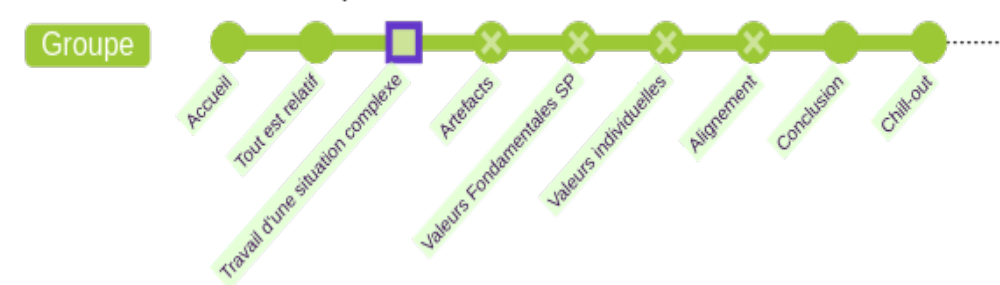 Groupe
Accueil
Tout est relatif
Travail d'une situation complexe
Artefacts
Valeurs Fondamentales SP
Valeurs individuelles
Alignement
Conclusion
Chill-out